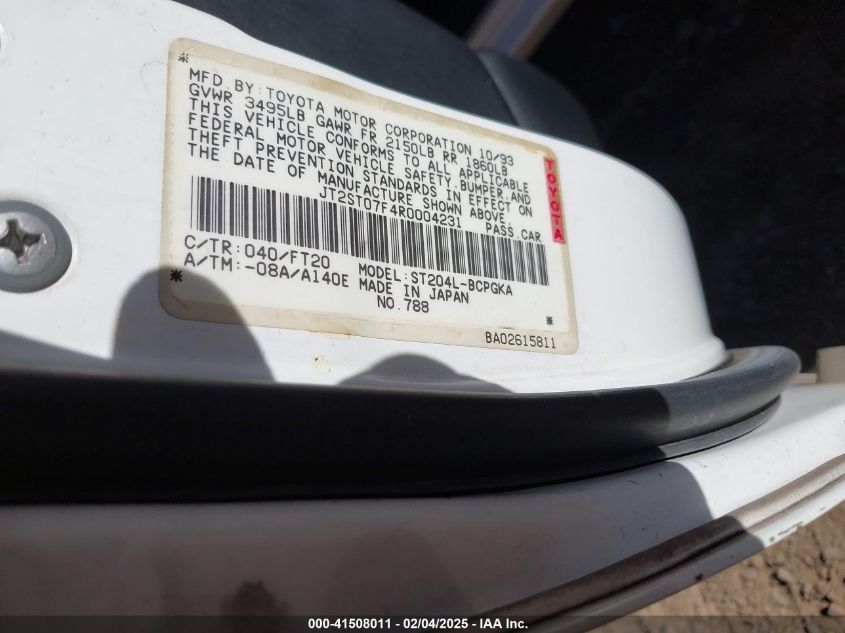 MFD.BY:TOYOTA MOTOR CORPORATION 10/93
GVWR 3495LB GAWR FR 2150LB RR 1860LB
THIS VEHICLE CONFORMS TO ALL APPLICABLE
FEDERAL MOTOR VEHICLE SAFETY,BUMPER,AND
THEFT PREVENTION STANDARDS IN EFFECT ON
THE DATE OF MANUFACTURE SHOWN ABOVE.
JT2ST07F4R0004231 PASS.CAR
TOYOTA
C/TR:040/FT20 MODEL:ST204L-BCPGKA
A/TM:-08A/A140E MADE IN JAPAN
NO.788
BA02615811
000-41508011 - 02/04/2025 - IAA Inc.